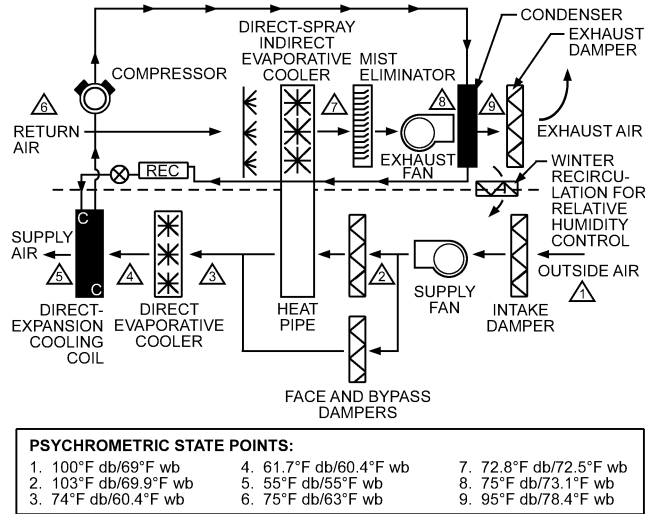 CONDENSER
DIRECT-SPRAY
INDIRECT
EVAPORATIVE
COOLER
MIST
ELIMINATOR
EXHAUST
DAMPER
COMPRESSOR
6
7
8
9
RETURN
AIR
EXHAUST
FAN
EXHAUST AIR
REC
WINTER
RECIRCU-
LATION FOR
RELATIVE
HUMIDITY
CONTROL
C
C
SUPPLY
AIR
5
4
3
2
OUTSIDE AIR
1
DIRECT-
EXPANSION
COOLING
COIL
DIRECT
EVAPORATIVE
COOLER
HEAT
PIPE
SUPPLY
FAN
INTAKE
DAMPER
FACE AND BYPASS
DAMPERS
PSYCHROMETRIC STATE POINTS:
1. 100°F db/69°F wb
2. 103°F db/69.9°F wb
3. 74°F db/60.4°F wb
4. 61.7°F db/60.4°F wb
5. 55°F db/55°F wb
6. 75°F db/63°F wb
7. 72.8°F db/72.5°F wb
8. 75°F db/73.1°F wb
9. 95°F db/78.4°F wb